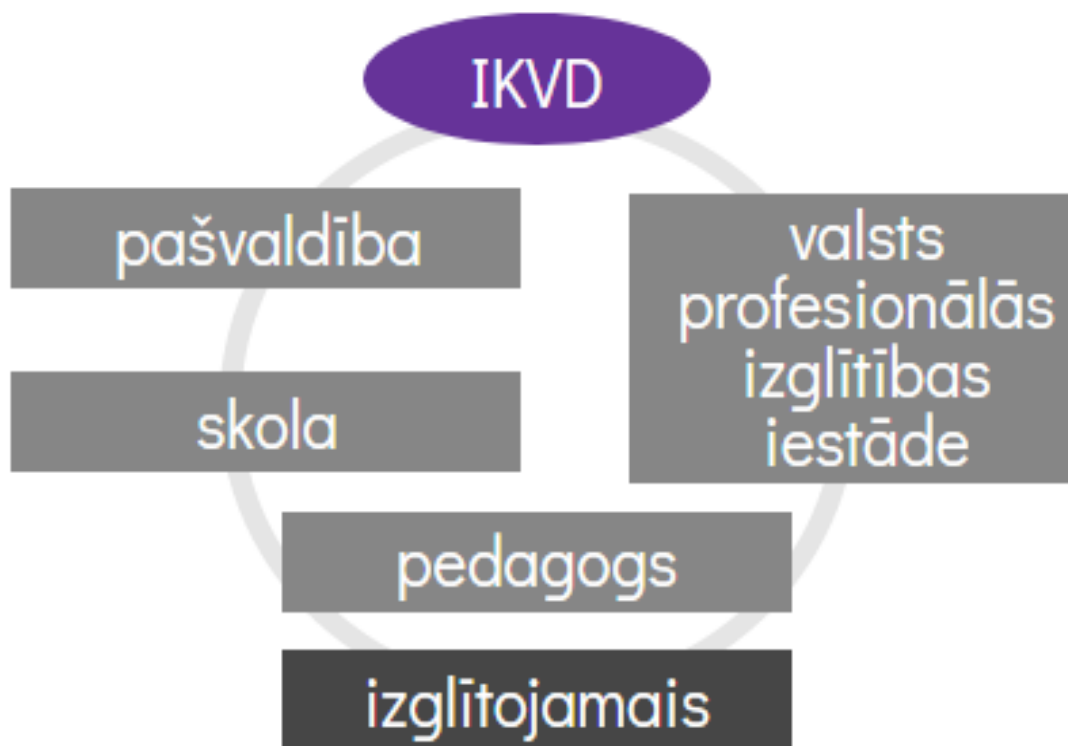 IKVD
pašvaldība
valsts
profesionālās
izglītības
iestāde
skola
pedagogs
izglītojamais